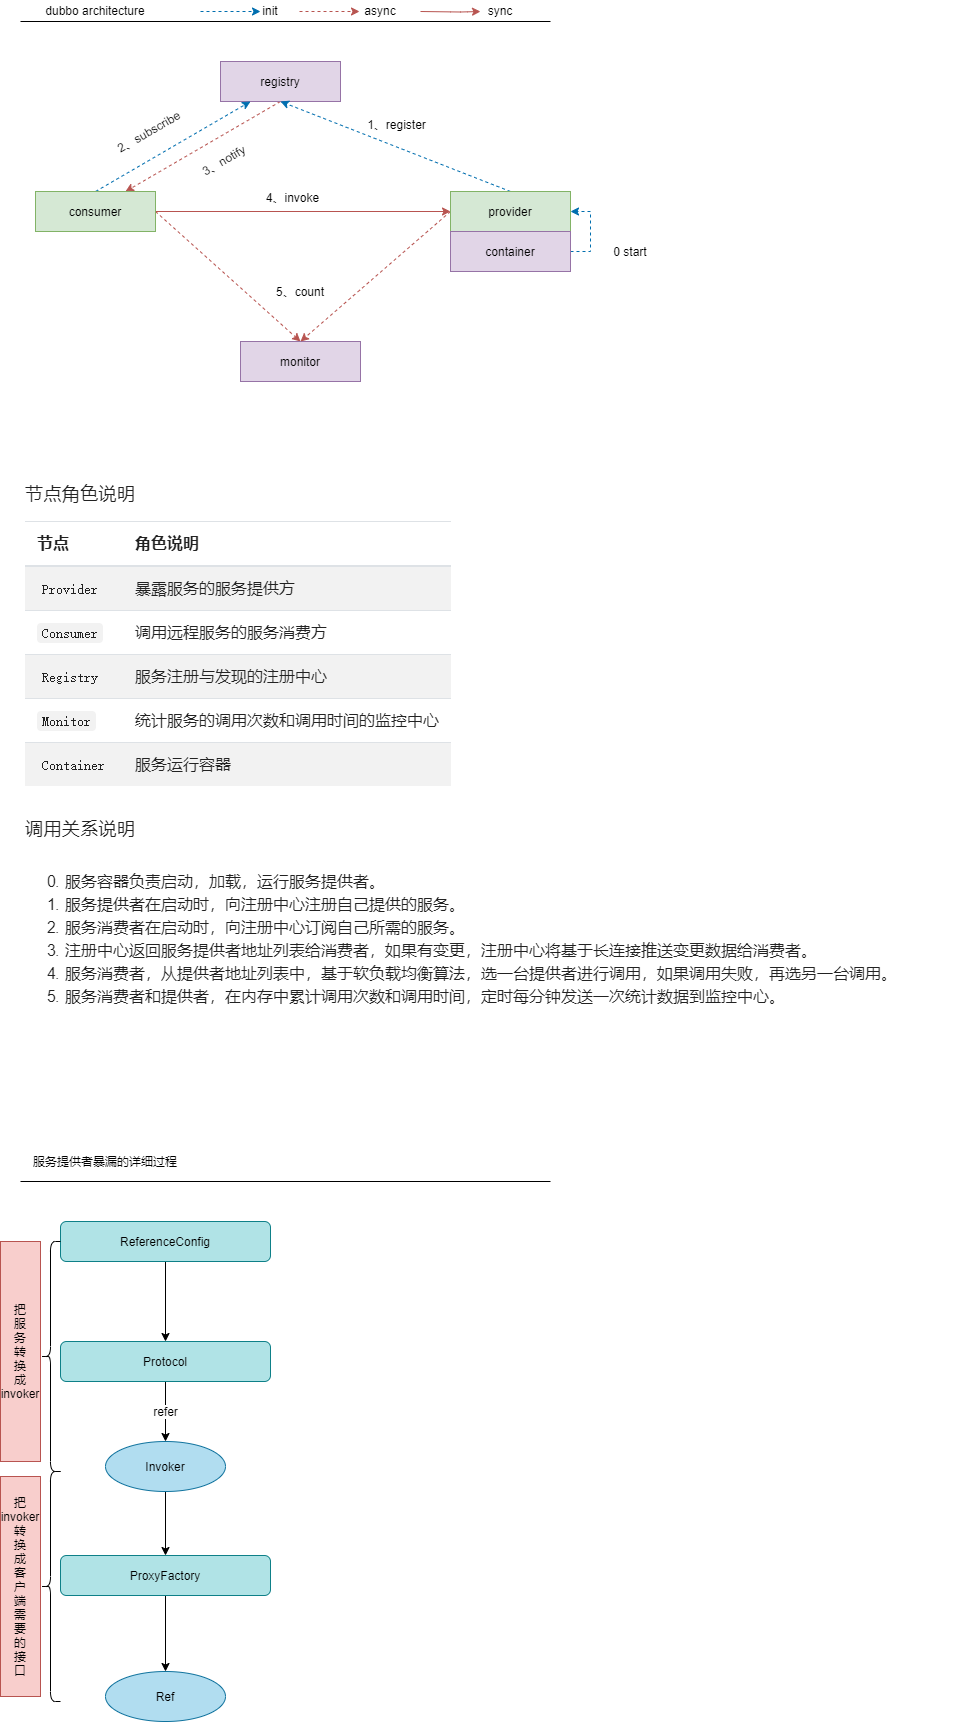 dubbo architecture init async sync
registry
1、register
2、subscribe
3、notify
4、invoke
consumer
provider
container
0 start
5、count
monitor
节点角色说明
节点 角色说明
Provider 暴露服务的服务提供方
Consumer 调用远程服务的服务消费方
Registry 服务注册与发现的注册中心
Monitor 统计服务的调用次数和调用时间的监控中心
Container 服务运行容器
调用关系说明
0. 服务容器负责启动，加载，运行服务提供者。
1. 服务提供者在启动时，向注册中心注册自己提供的服务。
2. 服务消费者在启动时，向注册中心订阅自己所需的服务。
3. 注册中心返回服务提供者地址列表给消费者，如果有变更，注册中心将基于长连接推送变更数据给消费者。
4. 服务消费者，从提供者地址列表中，基于软负载均衡算法，选一台提供者进行调用，如果调用失败，再选另一台调用。
5. 服务消费者和提供者，在内存中累计调用次数和调用时间，定时每分钟发送一次统计数据到监控中心。
服务提供者暴漏的详细过程
ReferenceConfig
把
服
务
转
换
成
invoker
Protocol
refer
Invoker
把
invoker
转
换
成
客
户
端
需
要
的
接
口
ProxyFactory
Ref